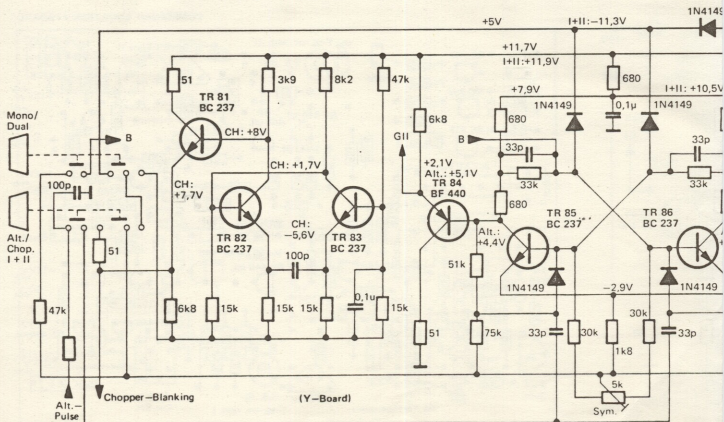 1N4149
+5V
I+II:−11,3V
+11,7V
I+II:+11,9V
51
3k9
8k2
47k
TR 81
BC 237
680
I+II: +10,5V
+7,9V
1N4149
0,1µ
1N4149
Mono/
Dual
B
CH: +8V
6k8
680
GII
B
33p
33p
CH: +1,7V
33k
33k
100p
CH:
+7,7V
+2,1V
Alt.: +5,1V
TR 84
BF 440
680
TR 85
BC 237
TR 86
BC 237
Alt./
Chop.
I + II
TR 82
BC 237
CH:
−5,6V
TR 83
BC 237
Alt.:
+4,4V
51
51k
100p
1N4149
−2,9V
1N4149
0,1u
47k
6k8
15k
15k
15k
15k
51
75k
33p
30k
30k
33p
1k8
5k
Sym.
Alt.−
Pulse
Chopper−Blanking
(Y−Board)